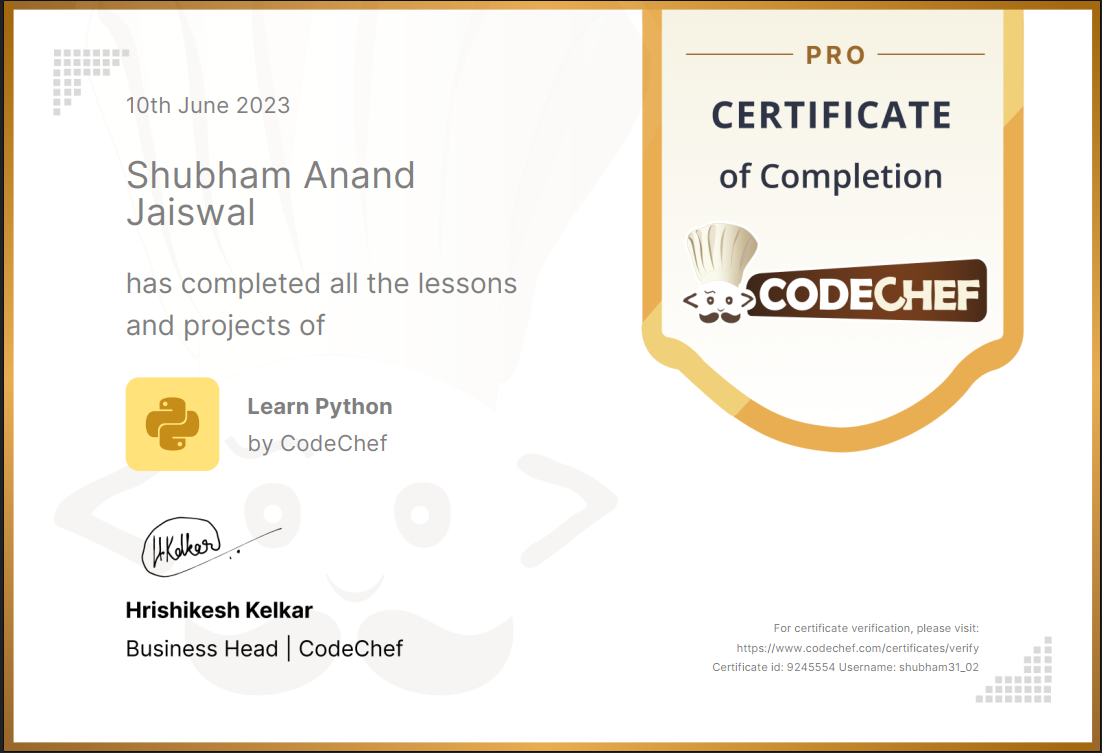 10th June 2023
Shubham Anand
Jaiswal
has completed all the lessons
and projects of
Learn Python
by CodeChef
HKelkar
Hrishikesh Kelkar
Business Head | CodeChef
PRO
CERTIFICATE
of Completion
CODECHEF
For certificate verification, please visit:
https://www.codechef.com/certificates/verify
Certificate id: 9245554 Username: shubham31_02